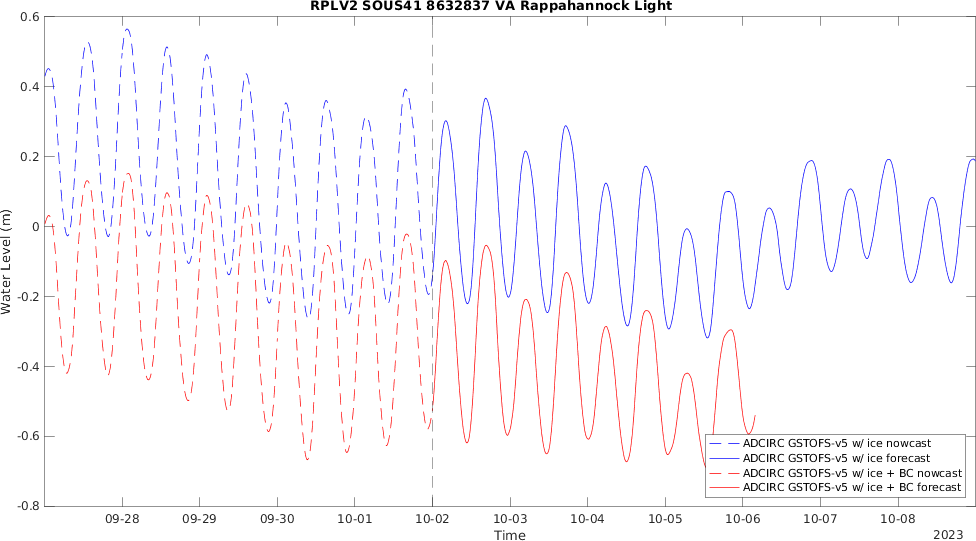 RPLV2 SOUS41 8632837 VA Rappahannock Light
0.6
0.4
0.2
0
-0.2
-0.4
-0.6
-0.8
Water Level (m)
ADCIRC GSTOFS-v5 w/ ice nowcast
ADCIRC GSTOFS-v5 w/ ice forecast
ADCIRC GSTOFS-v5 w/ ice + BC nowcast
ADCIRC GSTOFS-v5 w/ ice + BC forecast
09-28 09-29 09-30 10-01 10-02 10-03 10-04 10-05 10-06 10-07 10-08
Time
2023